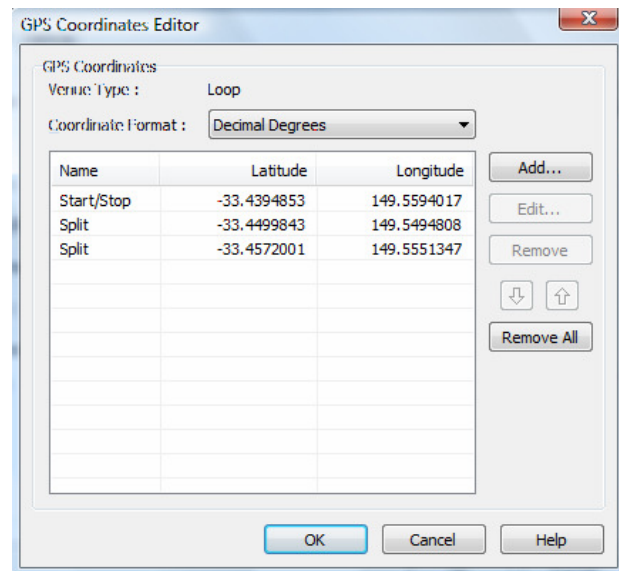 GPS Coordinates Editor
GPS Coordinates
Venue Type : Loop
Coordinate Format : Decimal Degrees
Name Latitude Longitude
Start/Stop -33.4394853 149.5594017
Split -33.4499843 149.5494808
Split -33.4572001 149.5551347
Add...
Edit...
Remove
Remove All
OK Cancel Help